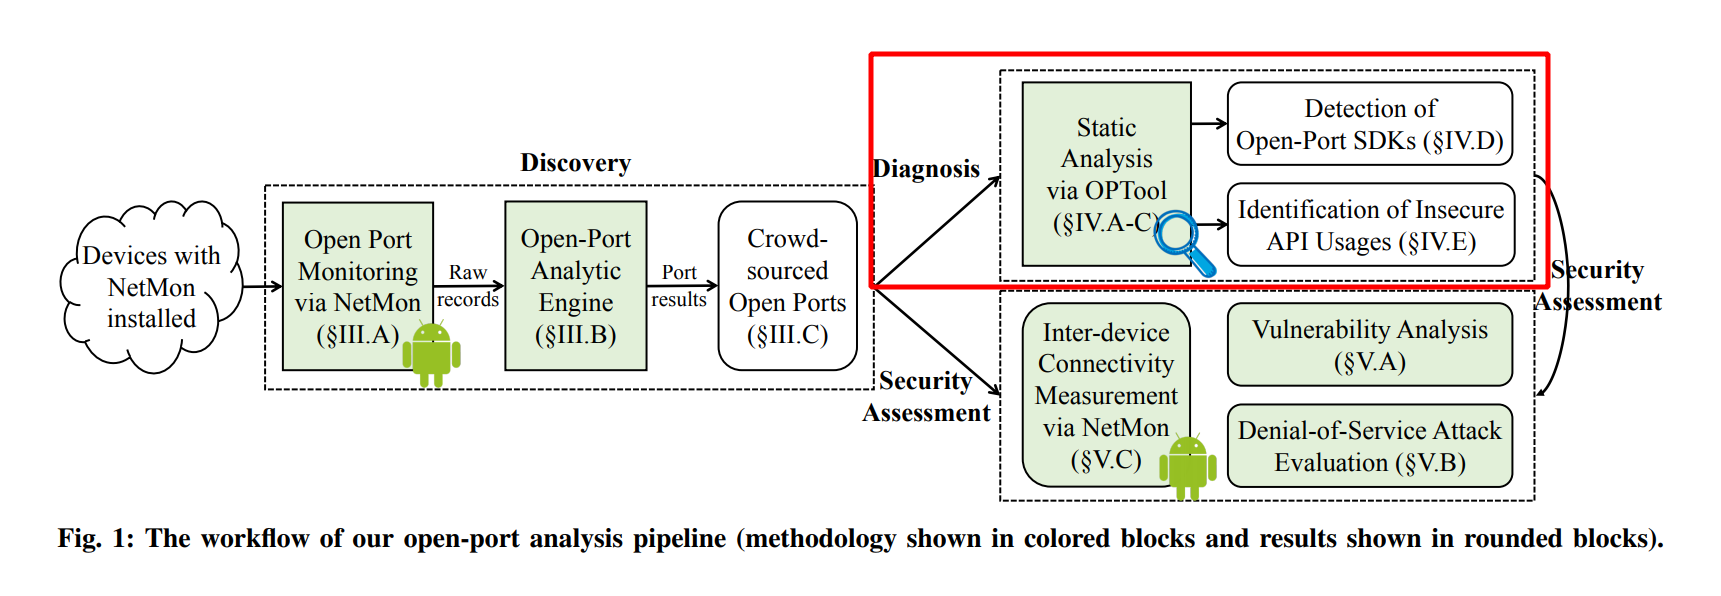 Discovery
Devices with
NetMon
installed
Open Port
Monitoring
via NetMon
(§III.A)
Raw
records
Open-Port
Analytic
Engine
(§III.B)
Port
results
Crowd-
sourced
Open Ports
(§III.C)
Diagnosis
Static
Analysis
via OPTool
(§IV.A-C)
Detection of
Open-Port SDKs (§IV.D)
Identification of Insecure
API Usages (§IV.E)
Security
Assessment
Security
Assessment
Inter-device
Connectivity
Measurement
via NetMon
(§V.C)
Vulnerability Analysis
(§V.A)
Denial-of-Service Attack
Evaluation (§V.B)
Fig. 1: The workflow of our open-port analysis pipeline (methodology shown in colored blocks and results shown in rounded blocks).